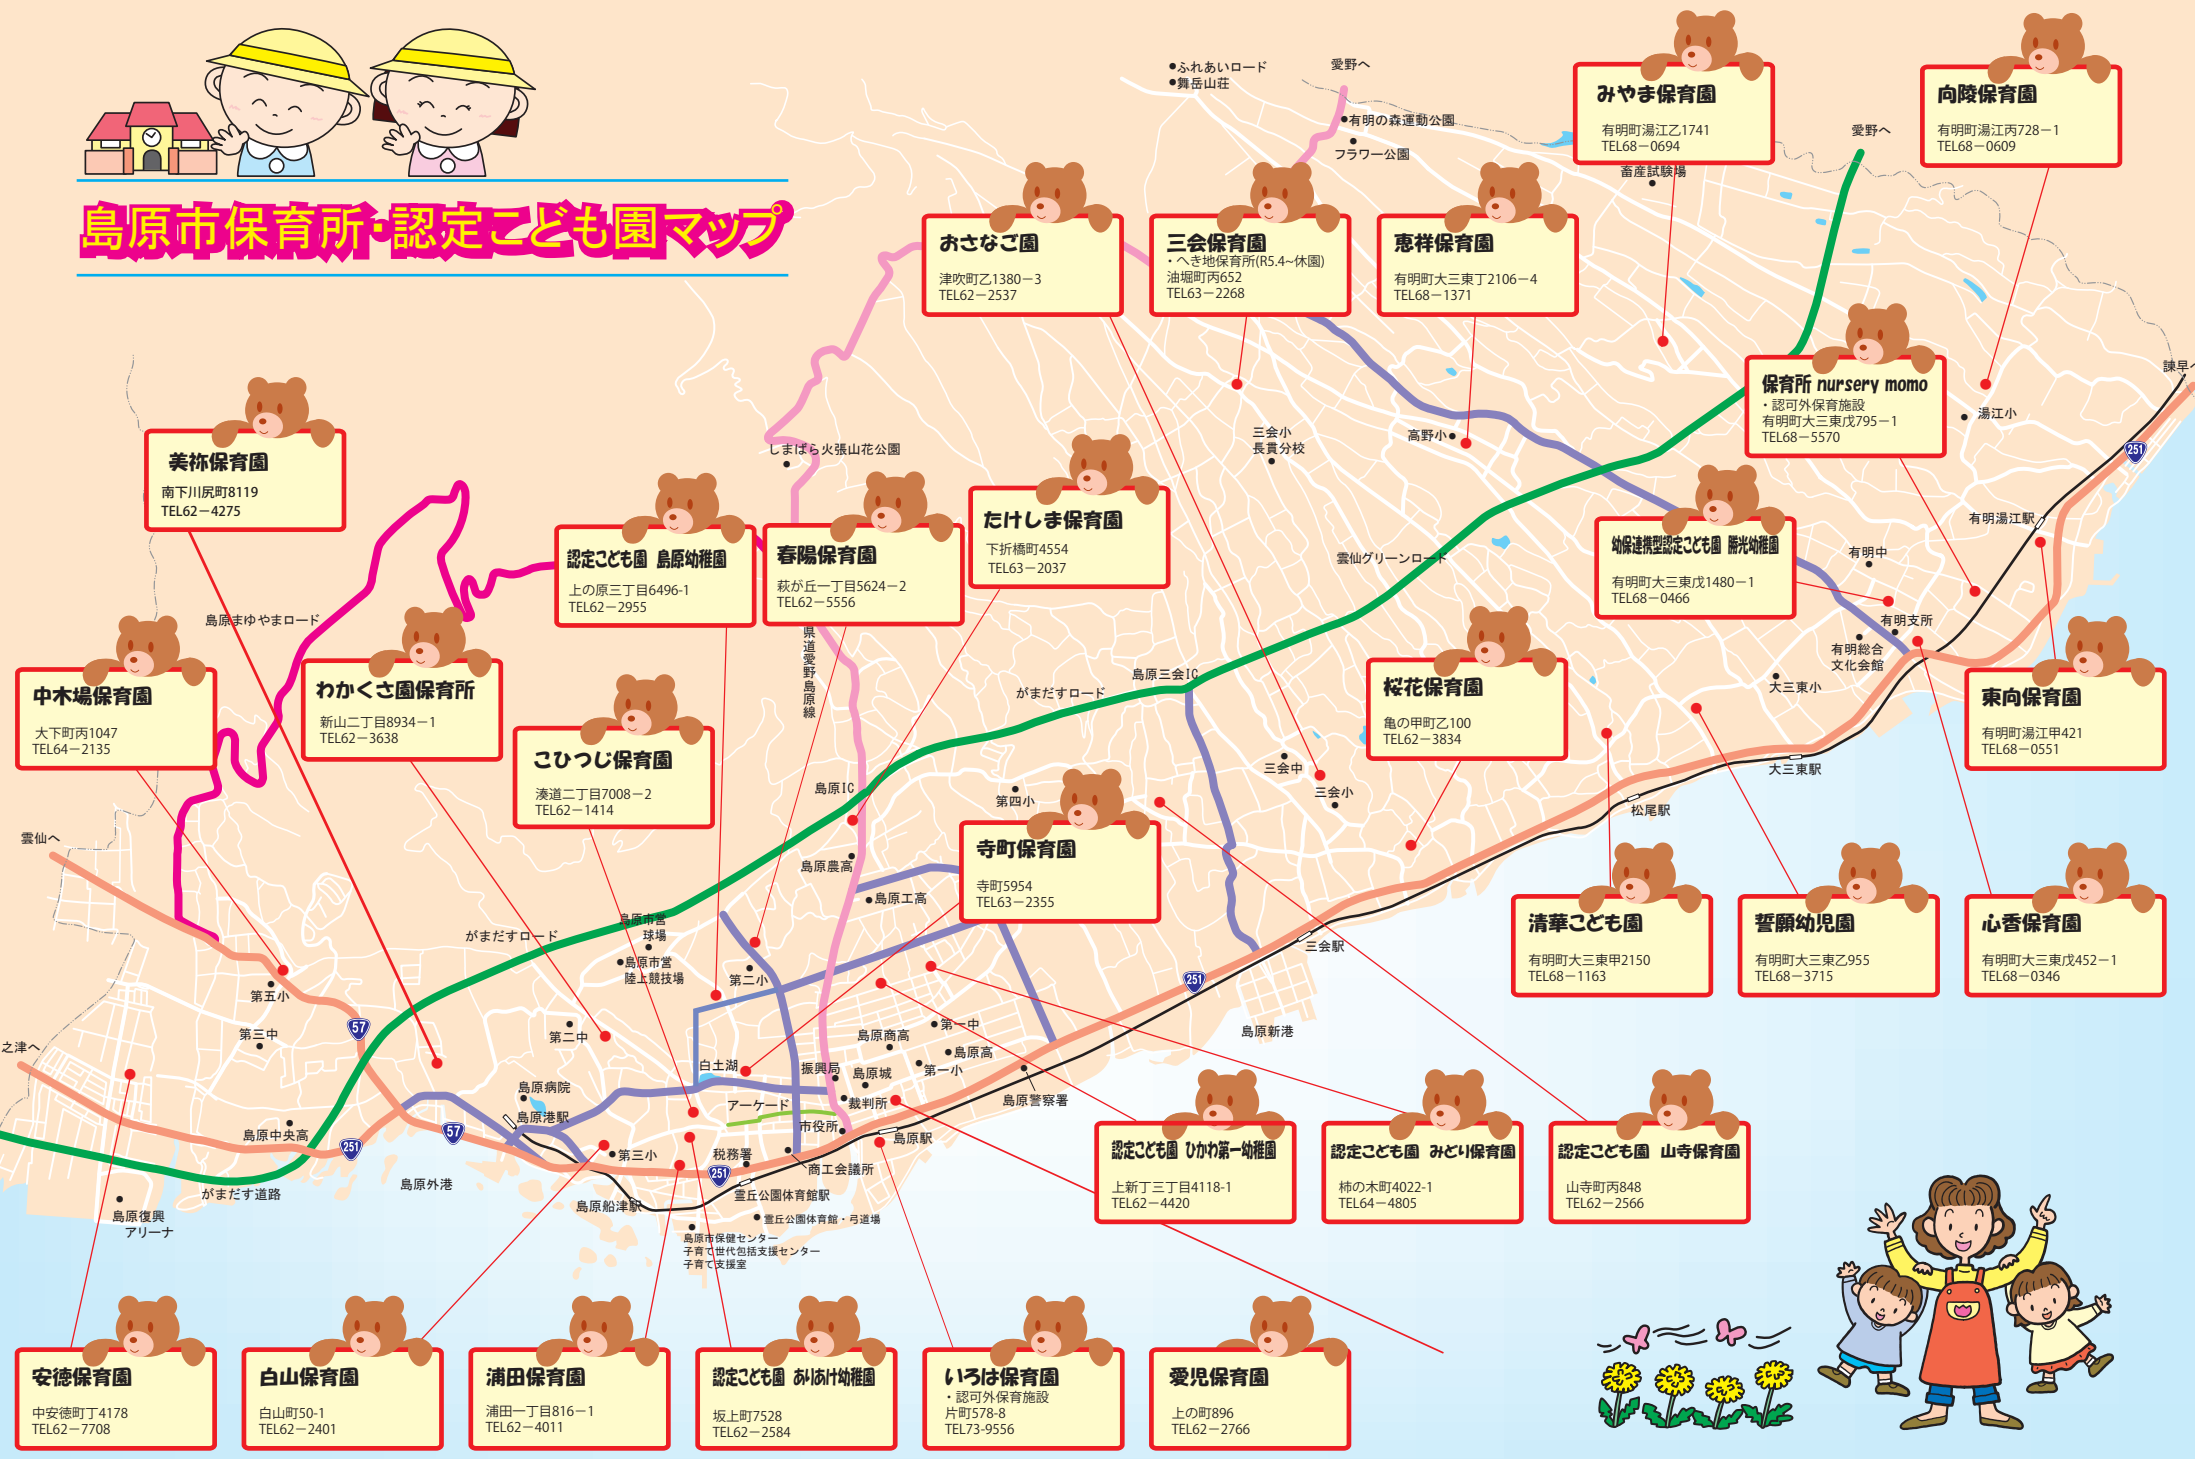 島原市保育所・認定こども園マップ
●ふれあいロード
●舞岳山荘
愛野へ
有明の森運動公園
フラワー公園
みやま保育園
有明町湯江乙1741
TEL68－0694
畜産試験場
愛野へ
向陵保育園
有明町湯江丙728－1
TEL68－0609
おさなご園
津吹町乙1380－3
TEL62－2537
三会保育園
・へき地保育所(R5.4~休園)
油堀町丙652
TEL63－2268
恵祥保育園
有明町大三東丁2106－4
TEL68－1371
保育所 nursery momo
・認可外保育施設
有明町大三東戊795－1
TEL68－5570
諫早へ
湯江小
251
美祢保育園
南下川尻町8119
TEL62－4275
しまばら火張山花公園
三会小
長貫分校
高野小
認定こども園 島原幼稚園
上の原三丁目6496-1
TEL62－2955
春陽保育園
萩が丘一丁目5624－2
TEL62－5556
たけしま保育園
下折橋町4554
TEL63－2037
雲仙グリーンロード
幼保連携型認定こども園 勝光幼稚園
有明町大三東戊1480－1
TEL68－0466
有明湯江駅
有明中
有明支所
有明総合
文化会館
大三東小
島原まゆやまロード
県道愛野島原線
中木場保育園
大下町丙1047
TEL64－2135
わかくさ園保育所
新山二丁目8934－1
TEL62－3638
こひつじ保育園
湊道二丁目7008－2
TEL62－1414
がまだすロード
島原三会IC
桜花保育園
亀の甲町乙100
TEL62－3834
東向保育園
有明町湯江甲421
TEL68－0551
大三東駅
三会中
三会小
松尾駅
島原IC
第四小
雲仙へ
島原農高
島原工高
寺町保育園
寺町5954
TEL63－2355
清華こども園
有明町大三東甲2150
TEL68－1163
誓願幼児園
有明町大三東乙955
TEL68－3715
心香保育園
有明町大三東戊452－1
TEL68－0346
がまだすロード
島原市営
球場
島原市営
陸上競技場
第二小
三会駅
251
第五小
57
第三中
第二中
島原新港
之津へ
第一中
島原商高
島原高
第一小
白土湖
振興局
島原城
裁判所
島原警察署
島原病院
島原港駅
アーケード
市役所
島原駅
島原中央高
251
57
第三小
税務署
251
商工会議所
認定こども園 ひかわ第一幼稚園
上新丁三丁目4118-1
TEL62－4420
認定こども園 みどり保育園
柿の木町4022-1
TEL64－4805
認定こども園 山寺保育園
山寺町丙848
TEL62－2566
がまだす道路
島原外港
島原船津駅
霊丘公園体育館駅
霊丘公園体育館・弓道場
島原復興
アリーナ
島原市保健センター
子育て世代包括支援センター
子育て支援室
安徳保育園
中安徳町丁4178
TEL62－7708
白山保育園
白山町50-1
TEL62－2401
浦田保育園
浦田一丁目816－1
TEL62－4011
認定こども園 ありあけ幼稚園
坂上町7528
TEL62－2584
いろは保育園
・認可外保育施設
片町578-8
TEL73-9556
愛児保育園
上の町896
TEL62－2766